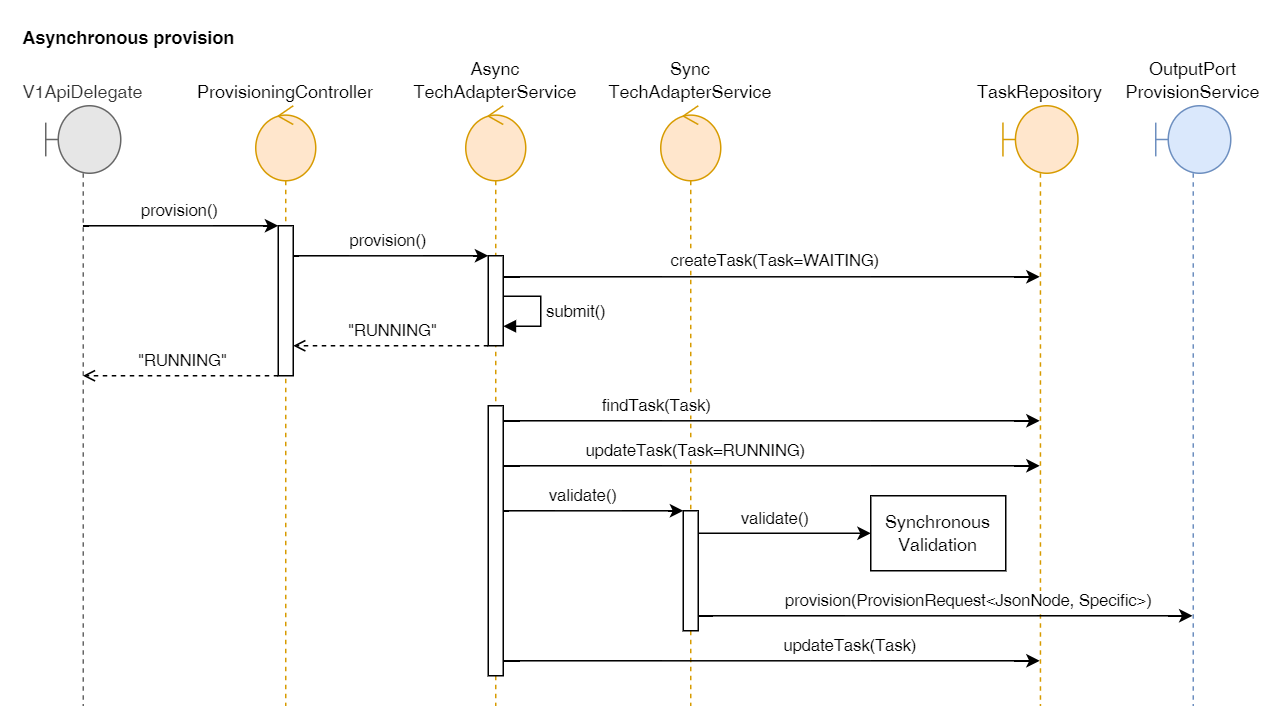 Asynchronous provision
V1ApiDelegate
ProvisioningController
Async
TechAdapterService
Sync
TechAdapterService
TaskRepository
OutputPort
ProvisionService
provision()
provision()
createTask(Task=WAITING)
submit()
"RUNNING"
"RUNNING"
findTask(Task)
updateTask(Task=RUNNING)
validate()
validate()
Synchronous
Validation
provision(ProvisionRequest<JsonNode, Specific>)
updateTask(Task)